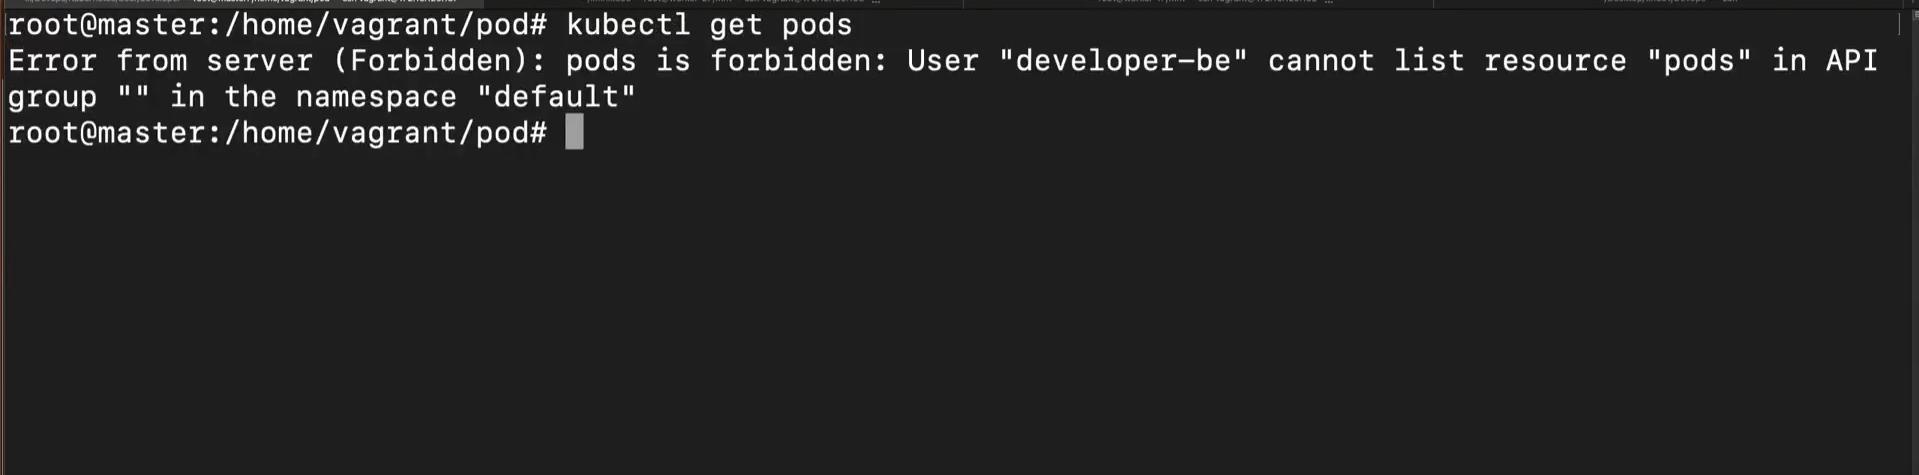 root@master:/home/vagrant/pod# kubectl get pods
Error from server (Forbidden): pods is forbidden: User "developer-be" cannot list resource "pods" in API
group "" in the namespace "default"
root@master:/home/vagrant/pod#